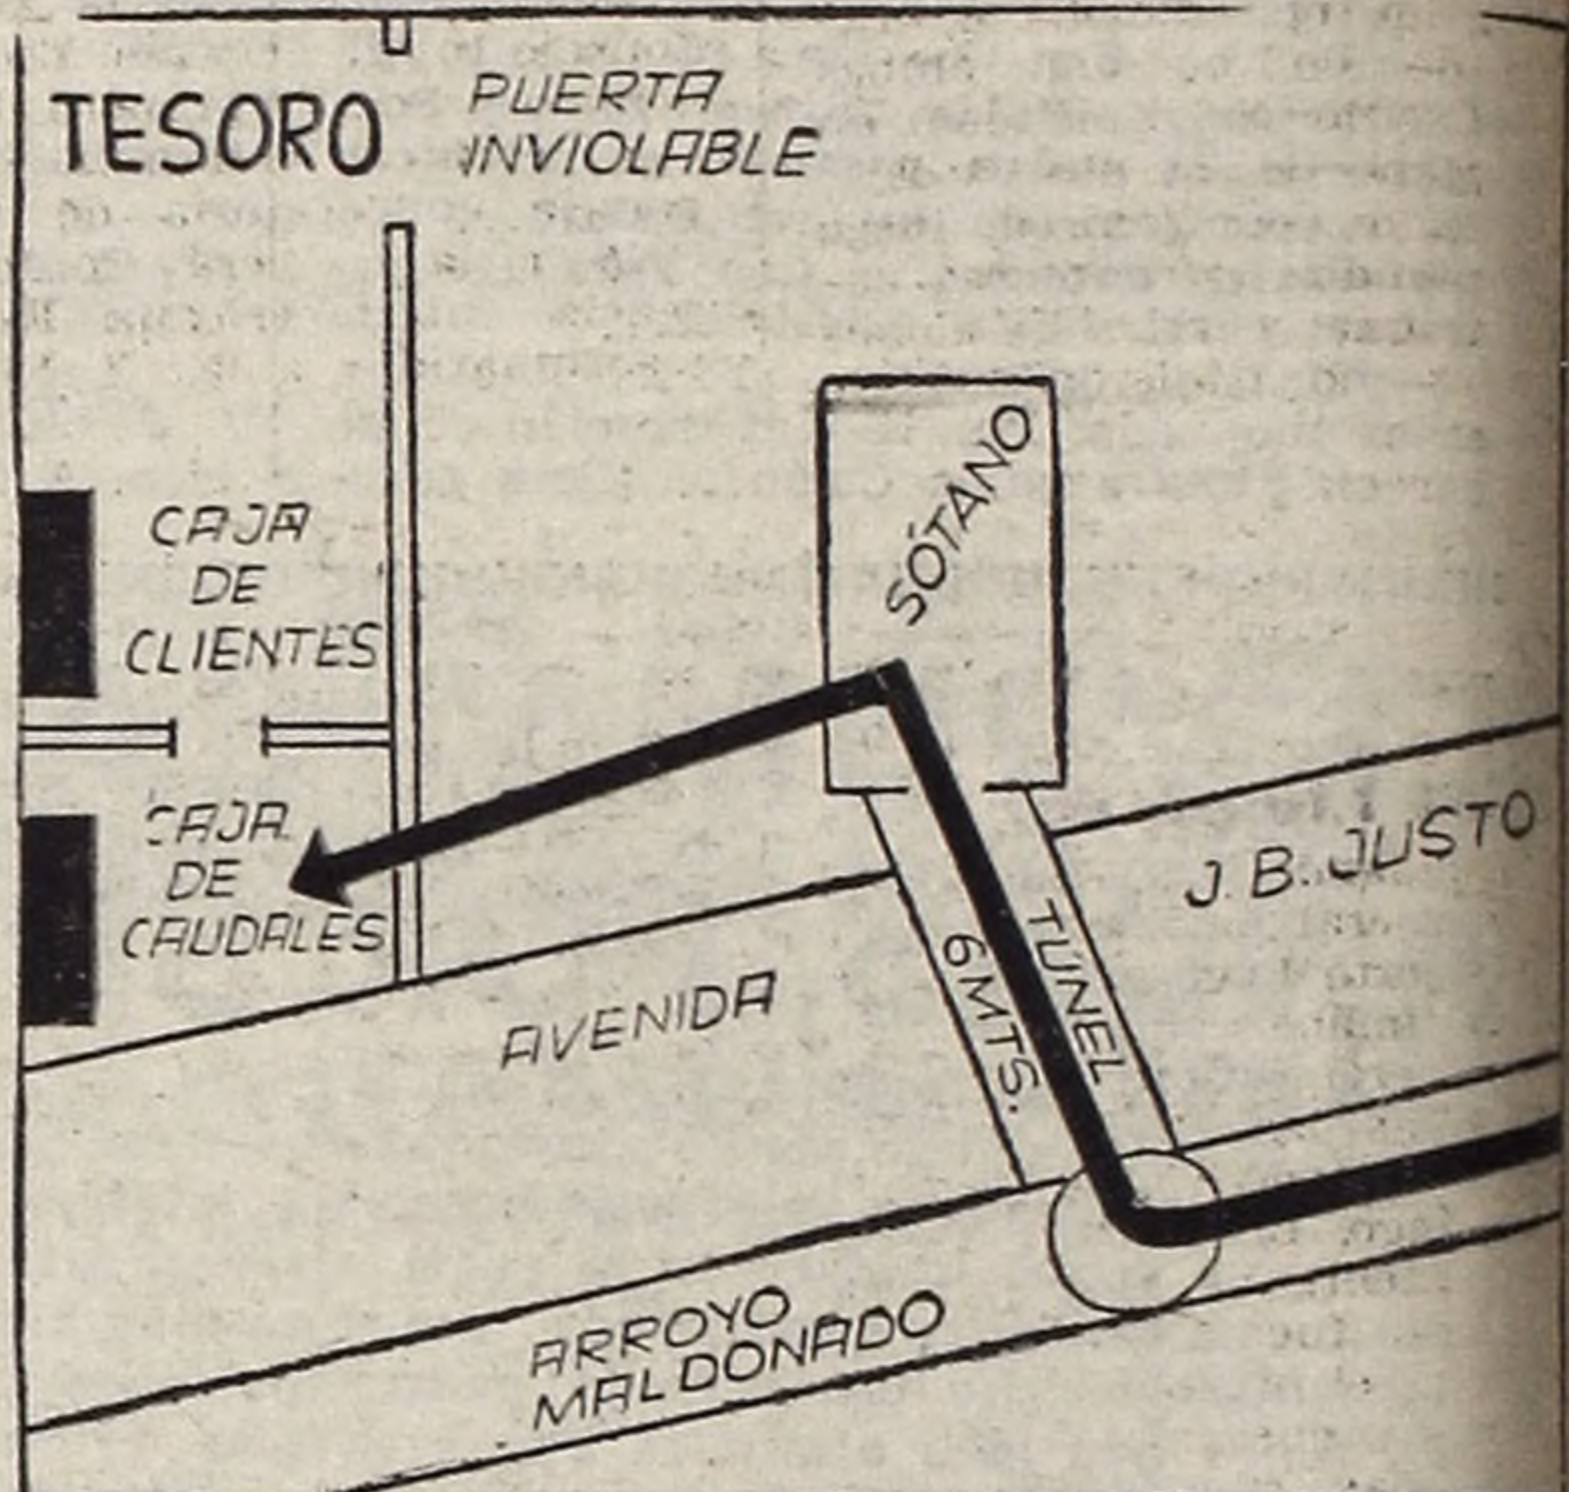 TESORO
PUERTA
INVIOLABLE
SÓTANO
CAJA
DE
CLIENTES
CAJA
DE
CAUDALES
J. B. JUSTO
TUNEL
6 MTS.
AVENIDA
ARROYO
MALDONADO